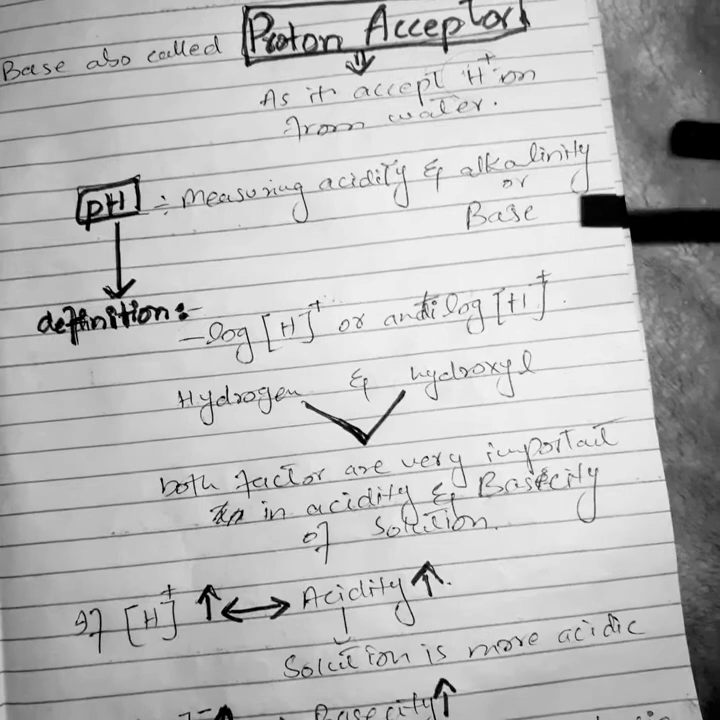 Base also called Proton Acceptor
As it accept H+ on
from water.
pH :- Measuring acidity & alkalinity
or
Base
definition:-
-log [H]+ or antilog [H]+.
Hydrogen & hydroxyl
both factor are very important
in acidity & Basicity
of Solution.
If [H]+ ↑ ↔ Acidity ↑.
Solution is more acidic
Basecity ↑